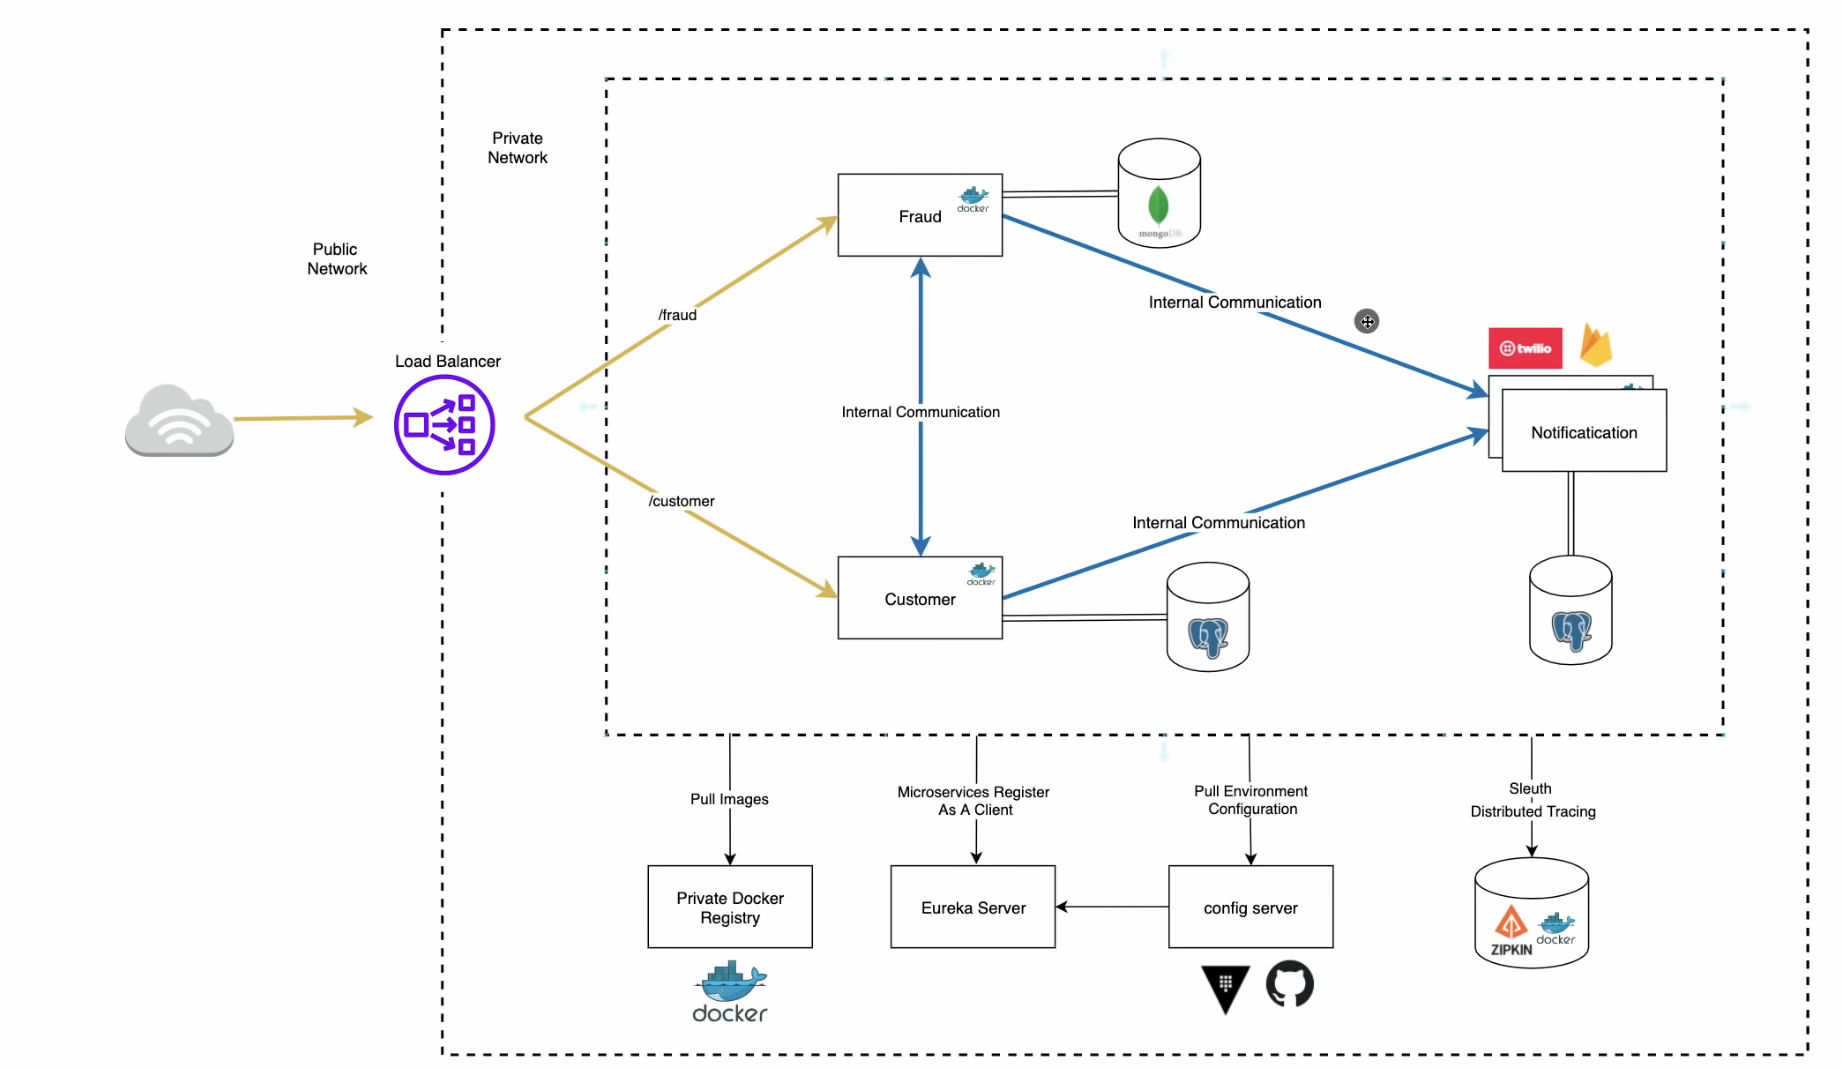 Private
Network
Public
Network
Load Balancer
/fraud
/customer
Fraud
docker
mongoDB
Internal Communication
Internal Communication
twilio
Notificatication
Internal Communication
Customer
docker
Pull Images
Microservices Register
As A Client
Pull Environment
Configuration
Sleuth
Distributed Tracing
Private Docker
Registry
Eureka Server
config server
ZIPKIN
docker
docker